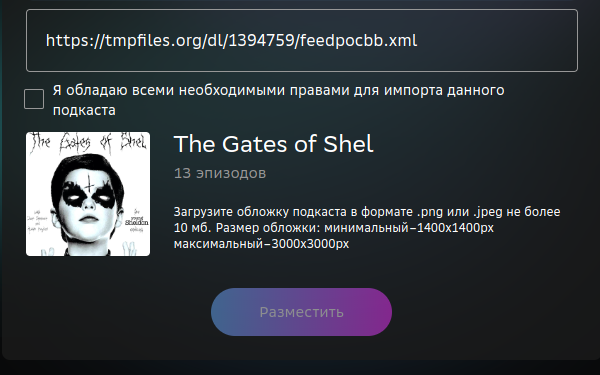 https://tmpfiles.org/dl/1394759/feedpocbb.xml
Я обладаю всеми необходимыми правами для импорта данного
подкаста
The Gates of Shel
The Gates of Shel
13 эпизодов
Загрузите обложку подкаста в формате .png или .jpeg не более
10 мб. Размер обложки: минимальный–1400x1400px
максимальный–3000x3000px
Sheldon
Разместить